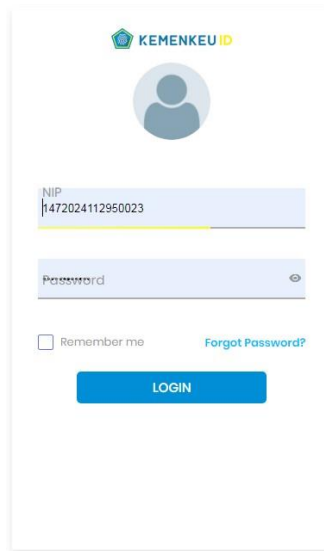 KEMENKEU ID
NIP
1472024112950023
Password
Remember me Forgot Password?
LOGIN